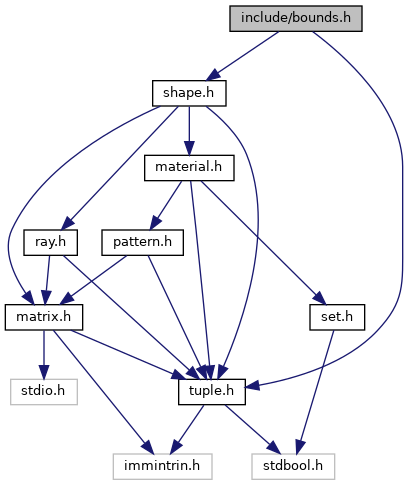 include/bounds.h
shape.h
material.h
ray.h
pattern.h
matrix.h
set.h
stdio.h
tuple.h
immintrin.h
stdbool.h